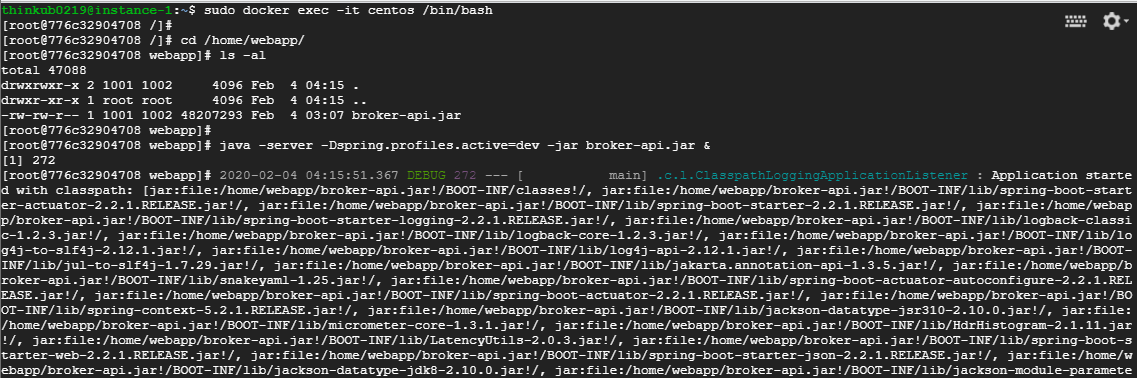 thinkub0219@instance-1:~$ sudo docker exec -it centos /bin/bash
[root@776c32904708 /]#
[root@776c32904708 /]# cd /home/webapp/
[root@776c32904708 webapp]# ls -al
total 47088
drwxrwxr-x 2 1001 1002     4096 Feb  4 04:15 .
drwxr-xr-x 1 root root     4096 Feb  4 04:15 ..
-rw-rw-r-- 1 1001 1002 48207293 Feb  4 03:07 broker-api.jar
[root@776c32904708 webapp]#
[root@776c32904708 webapp]# java -server -Dspring.profiles.active=dev -jar broker-api.jar &
[1] 272
[root@776c32904708 webapp]# 2020-02-04 04:15:51.367 DEBUG 272 --- [           main] .c.l.ClasspathLoggingApplicationListener : Application starte
d with classpath: [jar:file:/home/webapp/broker-api.jar!/BOOT-INF/classes!/, jar:file:/home/webapp/broker-api.jar!/BOOT-INF/lib/spring-boot-start
er-actuator-2.2.1.RELEASE.jar!/, jar:file:/home/webapp/broker-api.jar!/BOOT-INF/lib/spring-boot-starter-2.2.1.RELEASE.jar!/, jar:file:/home/webap
p/broker-api.jar!/BOOT-INF/lib/spring-boot-starter-logging-2.2.1.RELEASE.jar!/, jar:file:/home/webapp/broker-api.jar!/BOOT-INF/lib/logback-classi
c-1.2.3.jar!/, jar:file:/home/webapp/broker-api.jar!/BOOT-INF/lib/logback-core-1.2.3.jar!/, jar:file:/home/webapp/broker-api.jar!/BOOT-INF/lib/lo
g4j-to-slf4j-2.12.1.jar!/, jar:file:/home/webapp/broker-api.jar!/BOOT-INF/lib/log4j-api-2.12.1.jar!/, jar:file:/home/webapp/broker-api.jar!/BOOT-IN
F/lib/jul-to-slf4j-1.7.29.jar!/, jar:file:/home/webapp/broker-api.jar!/BOOT-INF/lib/jakarta.annotation-api-1.3.5.jar!/, jar:file:/home/webapp/b
roker-api.jar!/BOOT-INF/lib/snakeyaml-1.25.jar!/, jar:file:/home/webapp/broker-api.jar!/BOOT-INF/lib/spring-boot-actuator-autoconfigure-2.2.1.REL
EASE.jar!/, jar:file:/home/webapp/broker-api.jar!/BOOT-INF/lib/spring-boot-actuator-2.2.1.RELEASE.jar!/, jar:file:/home/webapp/broker-api.jar!/BO
OT-INF/lib/spring-context-5.2.1.RELEASE.jar!/, jar:file:/home/webapp/broker-api.jar!/BOOT-INF/lib/jackson-datatype-jsr310-2.10.0.jar!/, jar:file:
/home/webapp/broker-api.jar!/BOOT-INF/lib/micrometer-core-1.3.1.jar!/, jar:file:/home/webapp/broker-api.jar!/BOOT-INF/lib/HdrHistogram-2.1.11.jar
!/, jar:file:/home/webapp/broker-api.jar!/BOOT-INF/lib/LatencyUtils-2.0.3.jar!/, jar:file:/home/webapp/broker-api.jar!/BOOT-INF/lib/spring-boot-s
tarter-web-2.2.1.RELEASE.jar!/, jar:file:/home/webapp/broker-api.jar!/BOOT-INF/lib/spring-boot-starter-json-2.2.1.RELEASE.jar!/, jar:file:/home/w
ebapp/broker-api.jar!/BOOT-INF/lib/jackson-datatype-jdk8-2.10.0.jar!/, jar:file:/home/webapp/broker-api.jar!/BOOT-INF/lib/jackson-module-paramete